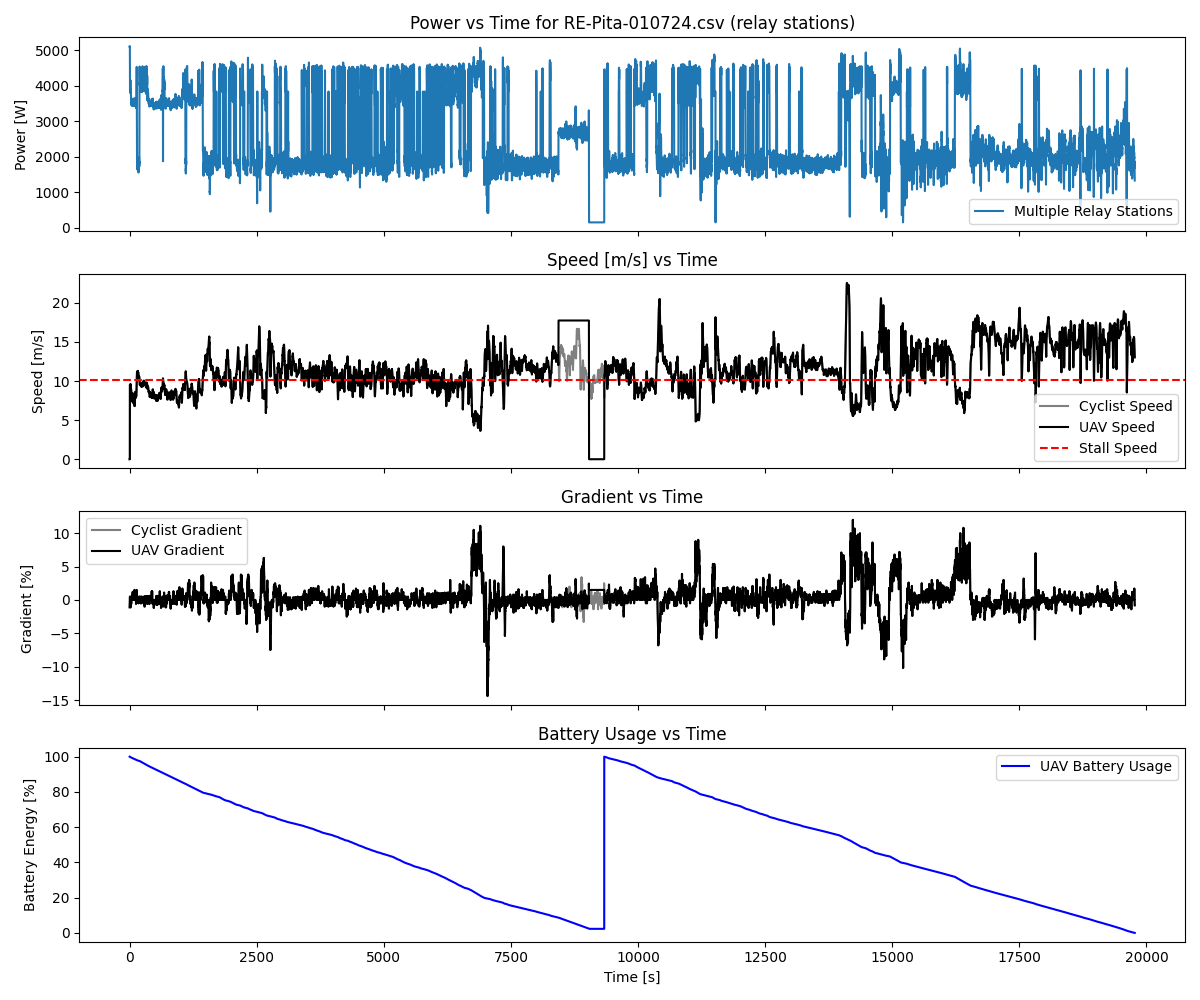 Power vs Time for RE-Pita-010724.csv (relay stations)
5000
4000
3000
2000
1000
0
Power [W]
Multiple Relay Stations
Speed [m/s] vs Time
20
15
10
5
0
Speed [m/s]
Cyclist Speed
UAV Speed
Stall Speed
Gradient vs Time
10
5
0
−5
−10
−15
Gradient [%]
Cyclist Gradient
UAV Gradient
Battery Usage vs Time
100
80
60
40
20
0
Battery Energy [%]
UAV Battery Usage
0 2500 5000 7500 10000 12500 15000 17500 20000
Time [s]